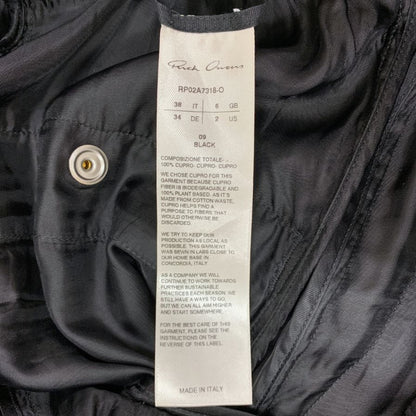 Rick Owens
RP02A7318-O
38 IT 6 GB
34 DE 2 US
09
BLACK
COMPOSIZIONE TOTALE-
100% CUPRO- CUPRO- CUPRO
WE CHOSE CUPRO FOR THIS
GARMENT BECAUSE CUPRO
FIBER IS BIODEGRADABLE AND
100% PLANT BASED. AS IT'S
MADE FROM COTTON WASTE,
CUPRO HELPS FIND A
PURPOSE TO FIBERS THAT
WOULD OTHERWISE BE
DISCARDED.
WE TRY TO KEEP OUR
PRODUCTION AS LOCAL AS
POSSIBLE. THIS GARMENT
WAS SEWN IN LABS CLOSE TO
OUR HOME BASE IN
CONCORDIA, ITALY
AS A COMPANY WE WILL
CONTINUE TO WORK TOWARDS
FURTHER SUSTAINABLE
PRACTICES EACH SEASON. WE
STILL HAVE A WAYS TO GO,
BUT WE CAN ALL AIM HIGHER
AND START SOMEWHERE.
FOR THE BEST CARE OF THIS
GARMENT, PLEASE SEE THE
INSTRUCTIONS ON THE
REVERSE OF THIS LABEL.
MADE IN ITALY